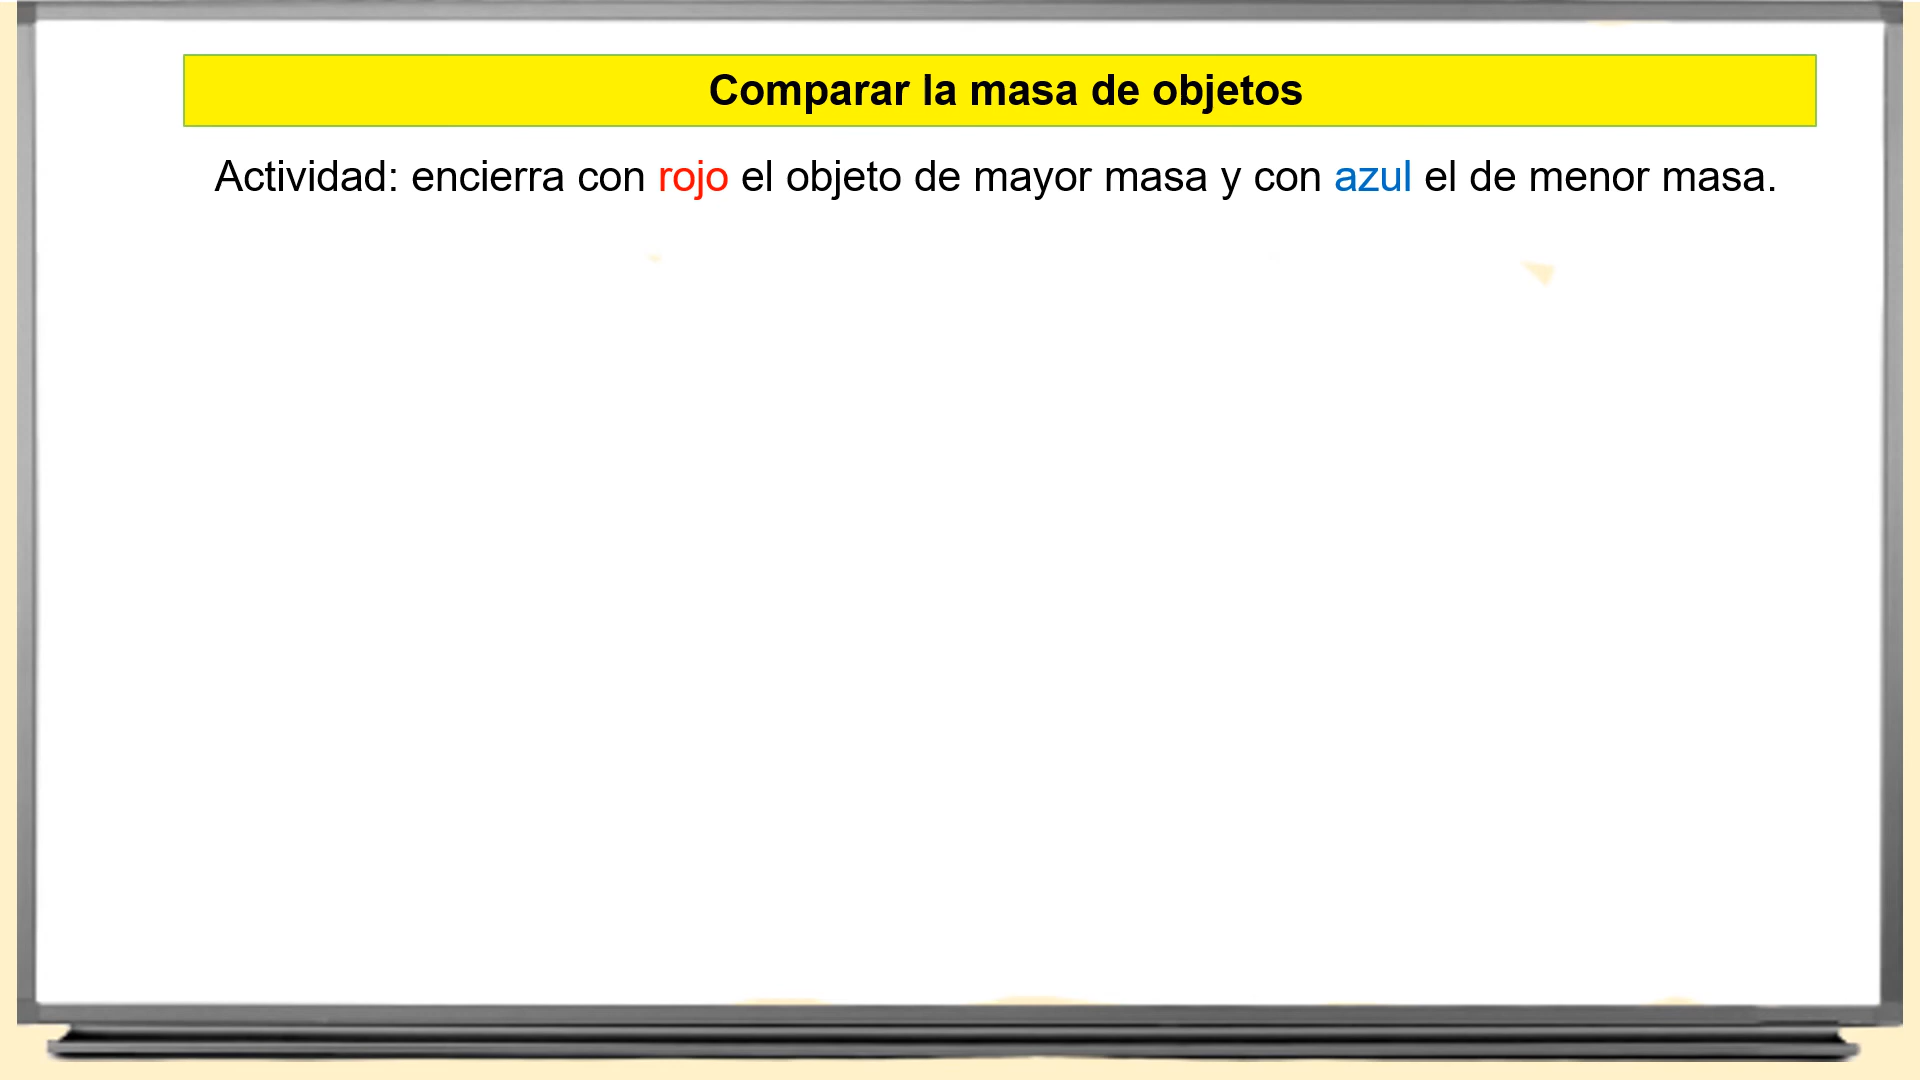 Comparar la masa de objetos
Actividad: encierra con rojo el objeto de mayor masa y con azul el de menor masa.